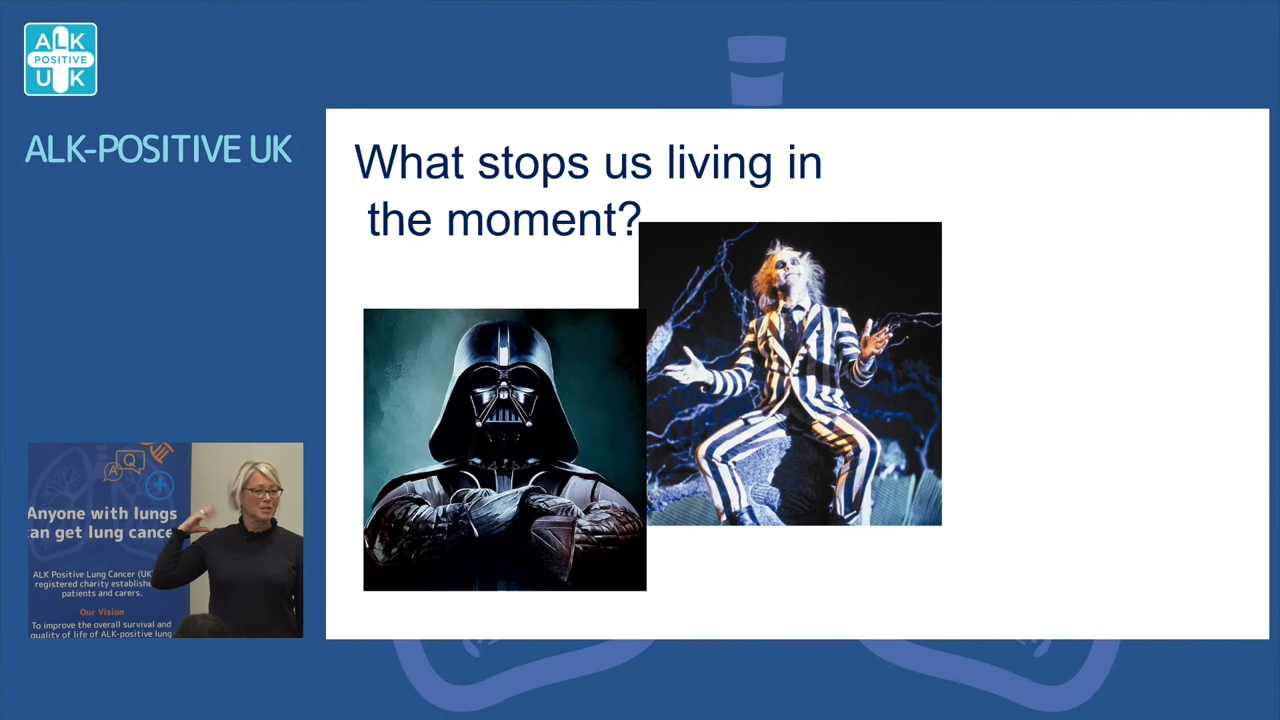 ALK
POSITIVE
UK
ALK-POSITIVE UK
What stops us living in
the moment?
A
Q
Anyone with lungs
can get lung cance
ALK Positive Lung Cancer (UK
registered charity establishe
patients and carers.
Our Vision
To improve the overall survival and
quality of life of ALK-positive lung